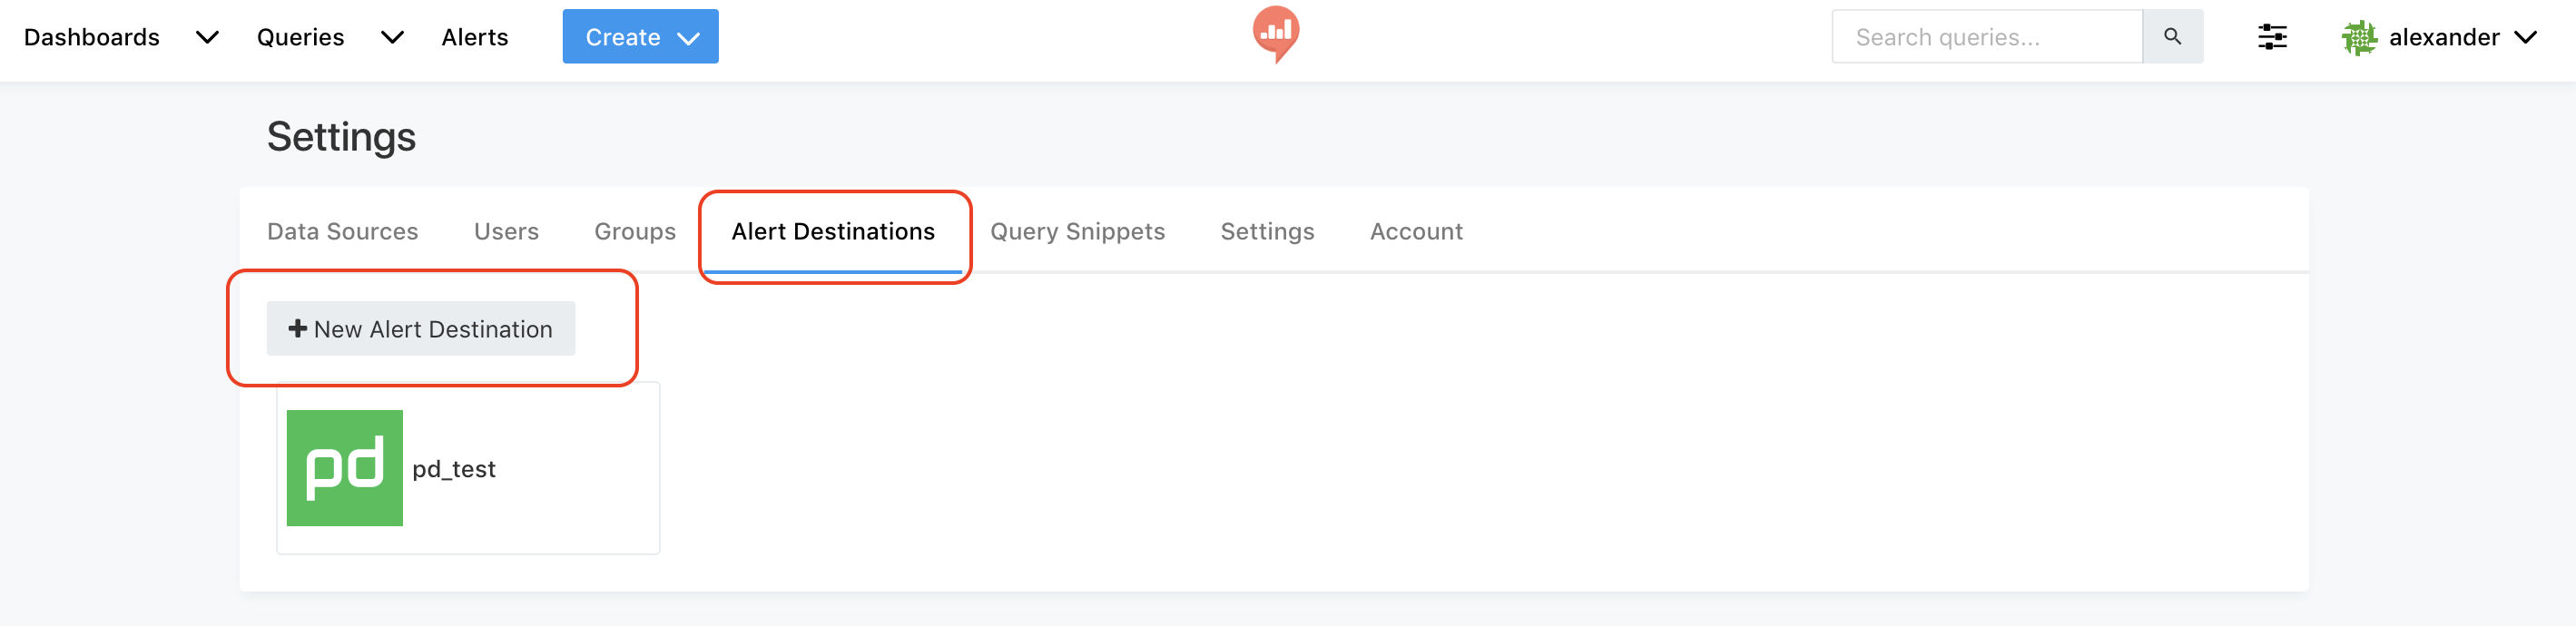 Dashboards Queries Alerts Create Search queries... alexander
Settings
Data Sources Users Groups Alert Destinations Query Snippets Settings Account
New Alert Destination
pd pd_test